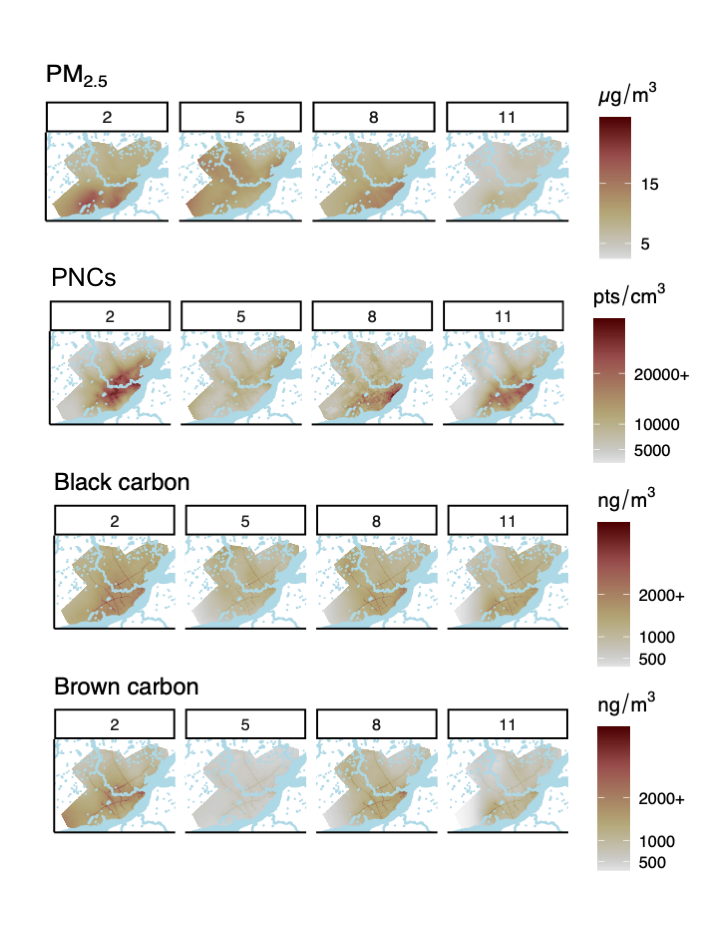 PM2.5
µg/m³
2 5 8 11
15
5
PNCs
pts/cm³
2 5 8 11
20000+
10000
5000
Black carbon
ng/m³
2 5 8 11
2000+
1000
500
Brown carbon
ng/m³
2 5 8 11
2000+
1000
500